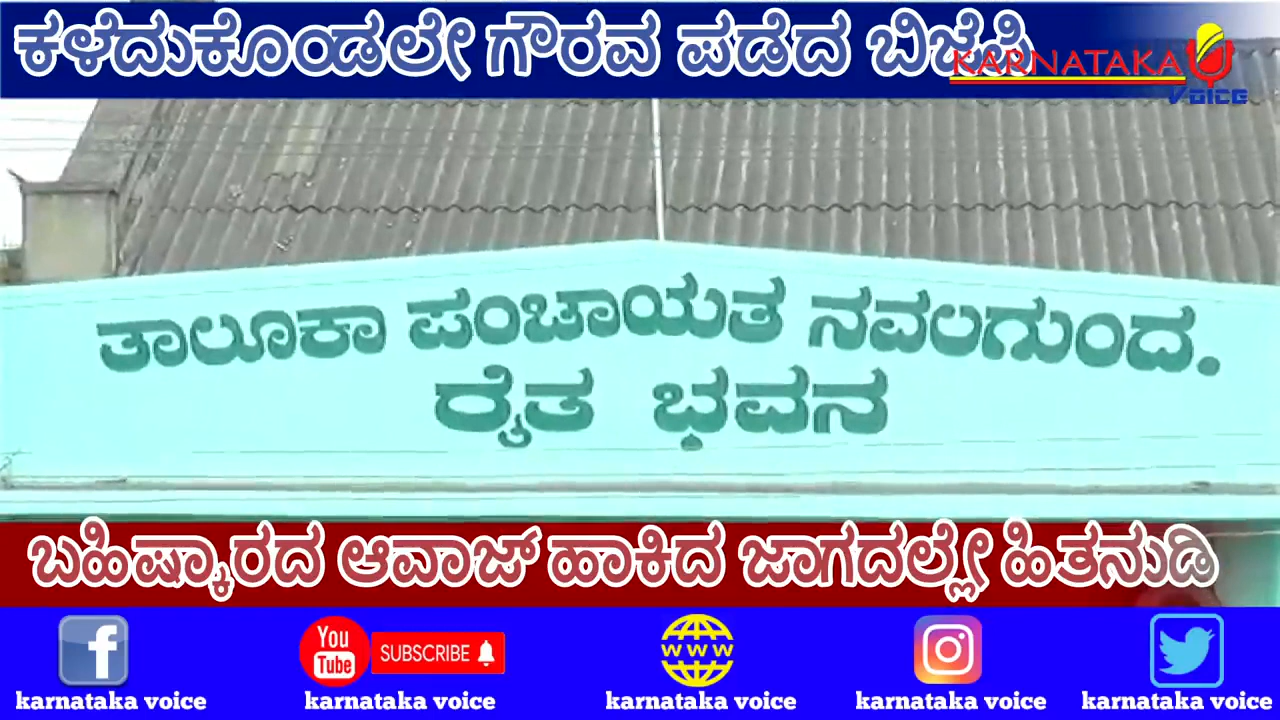 ಕಳೆದುಕೊಂಡಲೇ ಗೌರವ ಪಡೆದ ಬಿಜೆಪಿ
KARNATAKA
Voice
ತಾಲೂಕಾ ಪಂಚಾಯತ ನವಲಗುಂದ.
ರೈತ ಭವನ
ಬಹಿಷ್ಕಾರದ ಆವಾಜ್ ಹಾಕಿದ ಜಾಗದಲ್ಲೇ ಹಿತನುಡಿ
f You Tube SUBSCRIBE WWW
karnataka voice karnataka voice karnataka voice karnataka voice karnataka voice